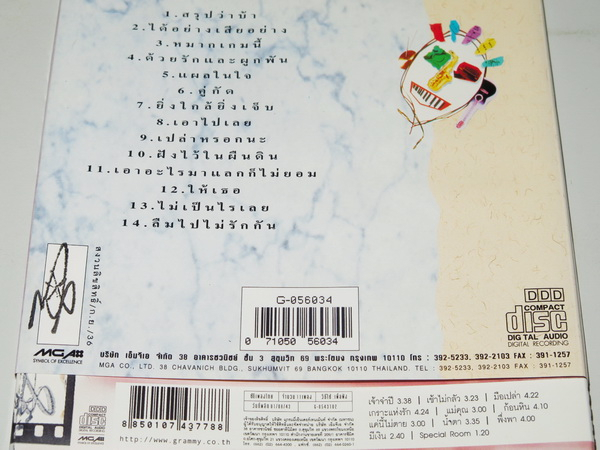 1. สรุปว่าบ้า
2. ได้อย่างเสียอย่าง
3. หมากเกมนี้
4. ด้วยรักและผูกพัน
5. แผลในใจ
6. คู่กัด
7. ยิ่งใกล้ยิ่งเจ็บ
8. เอาไปเลย
9. เปล่าหรอกนะ
10. ฝังไว้ในผืนดิน
11. เอาอะไรมาแลกก็ไม่ยอม
12. ให้เธอ
13. ไม่เป็นไรเลย
14. ลืมไปไม่รักกัน
สงวนลิขสิทธิ์/ก.ย./36
MGA
SYMBOL OF EXCELLENCE
G-056034
0 71050 56034
DDD
COMPACT
disc
DIGITAL AUDIO
DIGITAL RECORDING
บริษัท เอ็มจีเอ จำกัด 38 อาคารชวนิชย์ ชั้น 3 สุขุมวิท 69 พระโขนง กรุงเทพ 10110 โทร : 392-5233, 392-2103 FAX : 391-1257
MGA CO., LTD. 38 CHAVANICH BLDG., SUKHUMVIT 69 BANGKOK 10110 THAILAND. TEL : 392-5233, 392-2103 FAX : 391-1257
COMPACT
disc
DIGITAL AUDIO
MGA
8 850107 437788
http://www.grammy.co.th
เจ้าจำปี 3.38 | เช้าไม่กลัว 3.23 | มือเปล่า 4.22
เกราะแห่งรัก 4.24 | แม่คุณ 3.00 | ก้อนหิน 4.10
แค่นี้ไม่ตาย 3.00 | น้ำตา 3.35 | พึ่งพา 4.00
มีเงิน 2.40 | Special Room 1.20